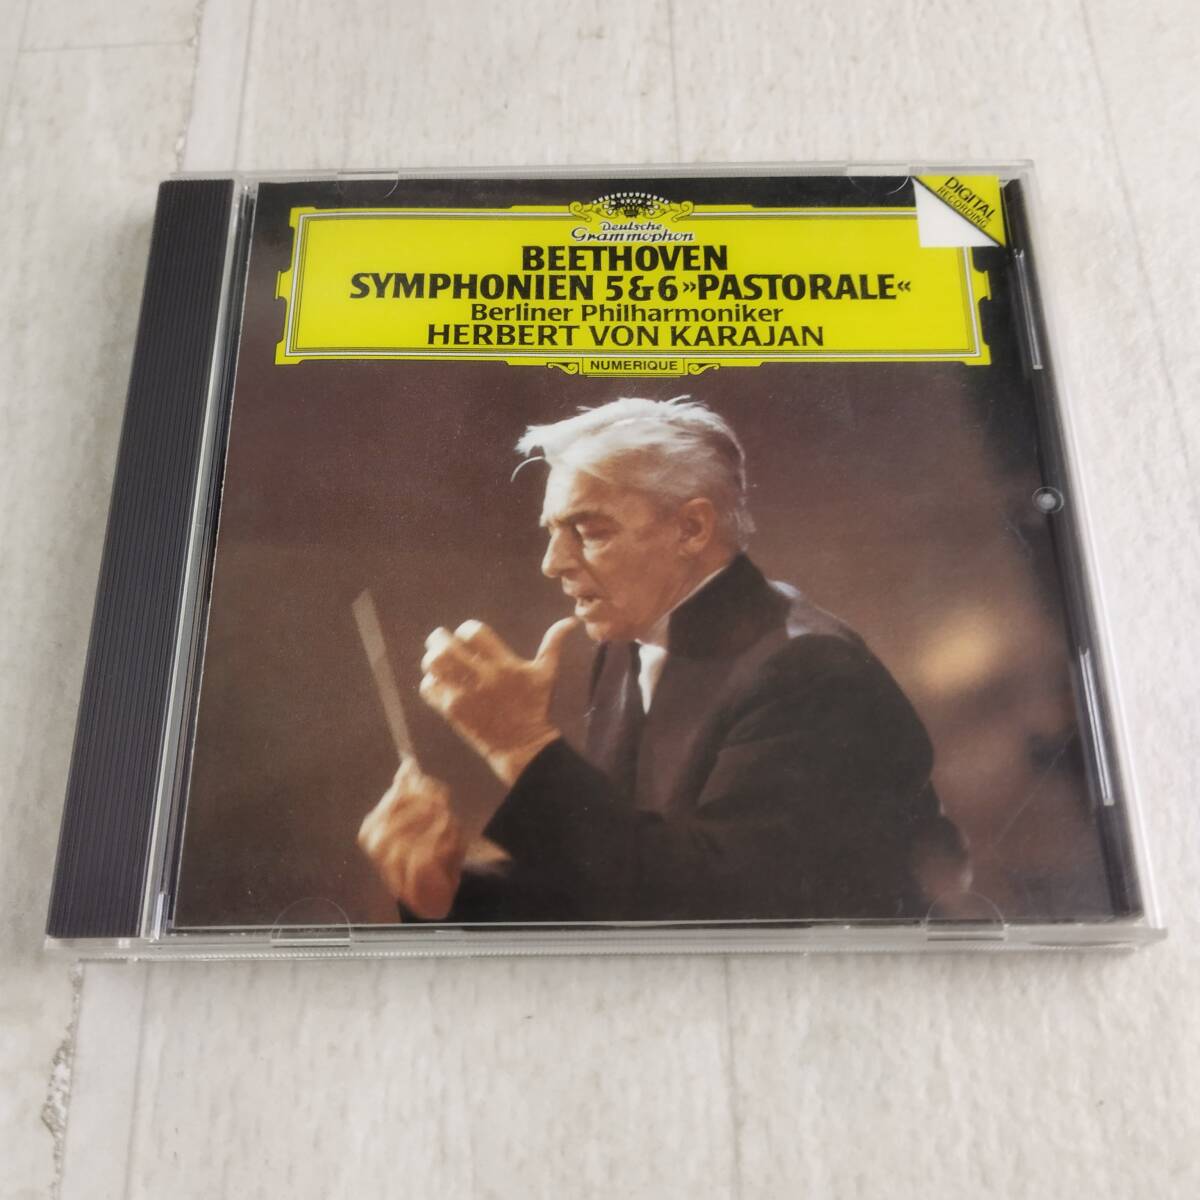 DIGITAL
RECORDING
Deutsche
Grammophon
BEETHOVEN
SYMPHONIEN 5&6 »PASTORALE«
Berliner Philharmoniker
HERBERT VON KARAJAN
NUMERIQUE